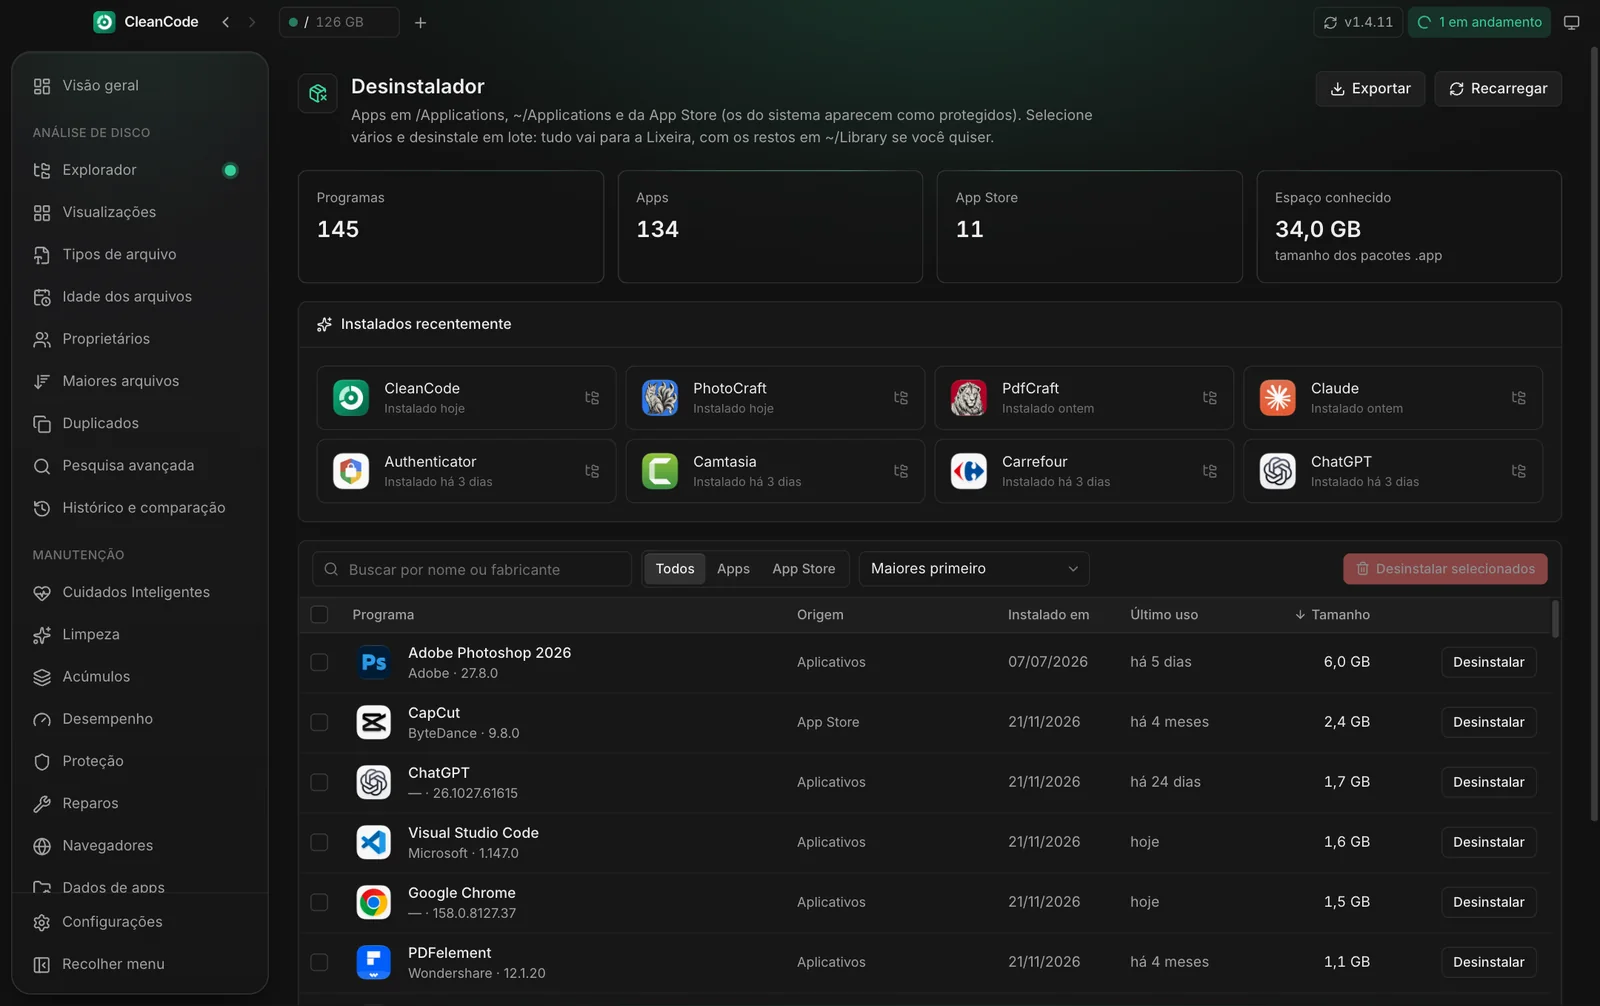 CleanCode
/ 126 GB
v1.4.11
1 em andamento
Visão geral
ANÁLISE DE DISCO
Explorador
Visualizações
Tipos de arquivo
Idade dos arquivos
Proprietários
Maiores arquivos
Duplicados
Pesquisa avançada
Histórico e comparação
MANUTENÇÃO
Cuidados Inteligentes
Limpeza
Acúmulos
Desempenho
Proteção
Reparos
Navegadores
Dados de apps
Configurações
Recolher menu
Desinstalador
Apps em /Applications, ~/Applications e da App Store (os do sistema aparecem como protegidos). Selecione
vários e desinstale em lote: tudo vai para a Lixeira, com os restos em ~/Library se você quiser.
Exportar
Recarregar
Programas
145
Apps
134
App Store
11
Espaço conhecido
34,0 GB
tamanho dos pacotes .app
Instalados recentemente
CleanCode
Instalado hoje
PhotoCraft
Instalado hoje
PdfCraft
Instalado ontem
Claude
Instalado ontem
Authenticator
Instalado há 3 dias
Camtasia
Instalado há 3 dias
Carrefour
Instalado há 3 dias
ChatGPT
Instalado há 3 dias
Buscar por nome ou fabricante
Todos
Apps
App Store
Maiores primeiro
Desinstalar selecionados
Programa
Origem
Instalado em
Último uso
Tamanho
Ps
Adobe Photoshop 2026
Adobe · 27.8.0
Aplicativos
07/07/2026
há 5 dias
6,0 GB
Desinstalar
CapCut
ByteDance · 9.8.0
App Store
21/11/2026
há 4 meses
2,4 GB
Desinstalar
ChatGPT
— · 26.1027.61615
Aplicativos
21/11/2026
há 24 dias
1,7 GB
Desinstalar
Visual Studio Code
Microsoft · 1.147.0
Aplicativos
21/11/2026
hoje
1,6 GB
Desinstalar
Google Chrome
— · 158.0.8127.37
Aplicativos
21/11/2026
hoje
1,5 GB
Desinstalar
PDFelement
Wondershare · 12.1.20
Aplicativos
21/11/2026
há 4 meses
1,1 GB
Desinstalar